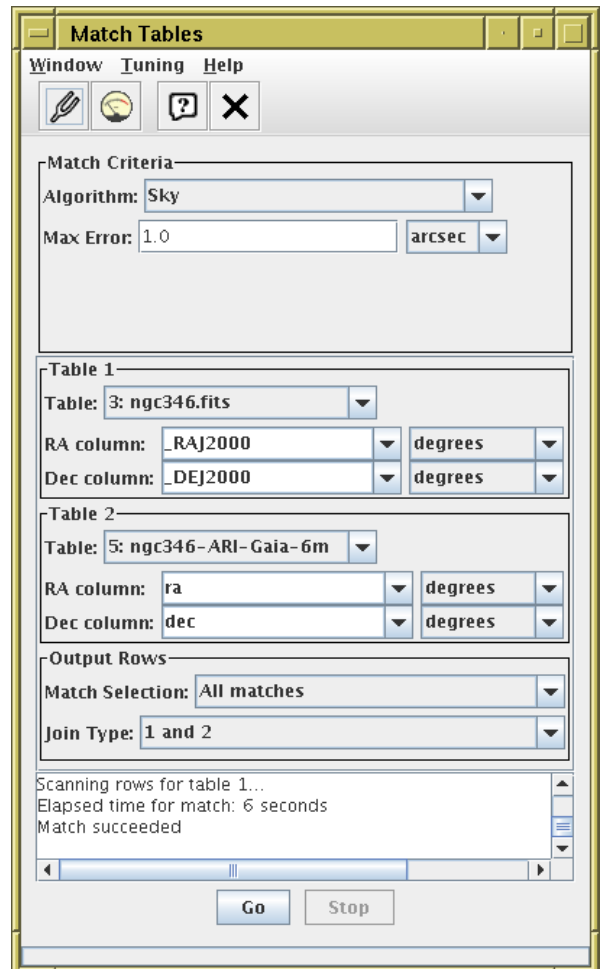 Match Tables
Window Tuning Help
Match Criteria
Algorithm: Sky
Max Error: 1.0 arcsec
Table 1
Table: 3: ngc346.fits
RA column: _RAJ2000 degrees
Dec column: _DEJ2000 degrees
Table 2
Table: 5: ngc346-ARI-Gaia-6m
RA column: ra degrees
Dec column: dec degrees
Output Rows
Match Selection: All matches
Join Type: 1 and 2
Scanning rows for table 1...
Elapsed time for match: 6 seconds
Match succeeded
Go Stop